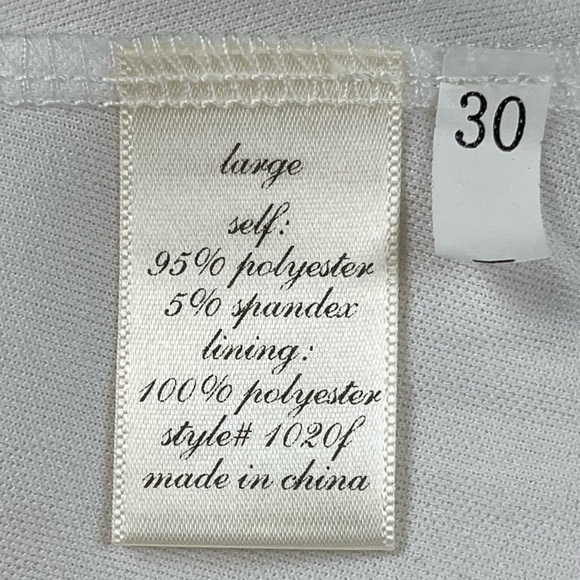 large
self:
95% polyester
5% spandex
lining:
100% polyester
style# 1020f
made in china
30